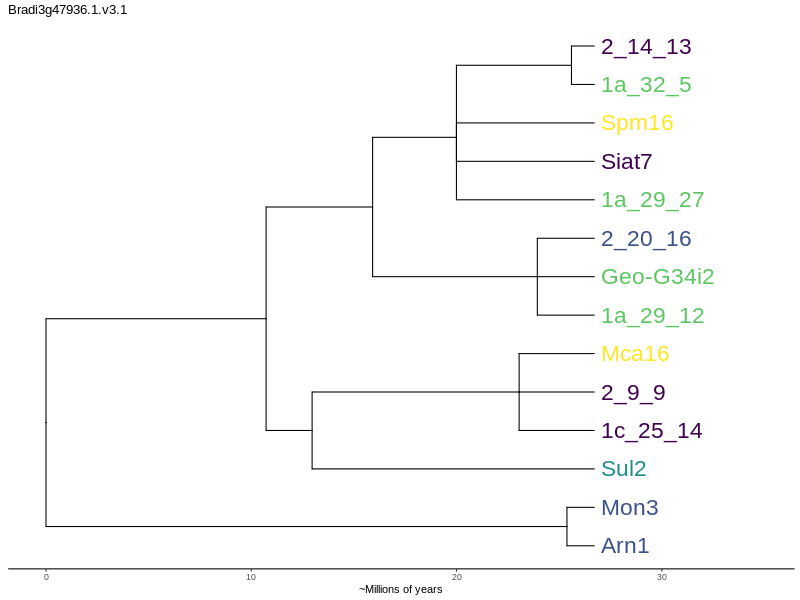 Bradi3g47936.1.v3.1
2_14_13
1a_32_5
Spm16
Siat7
1a_29_27
2_20_16
Geo-G34i2
1a_29_12
Mca16
2_9_9
1c_25_14
Sul2
Mon3
Arn1
0 10 20 30
~Millions of years